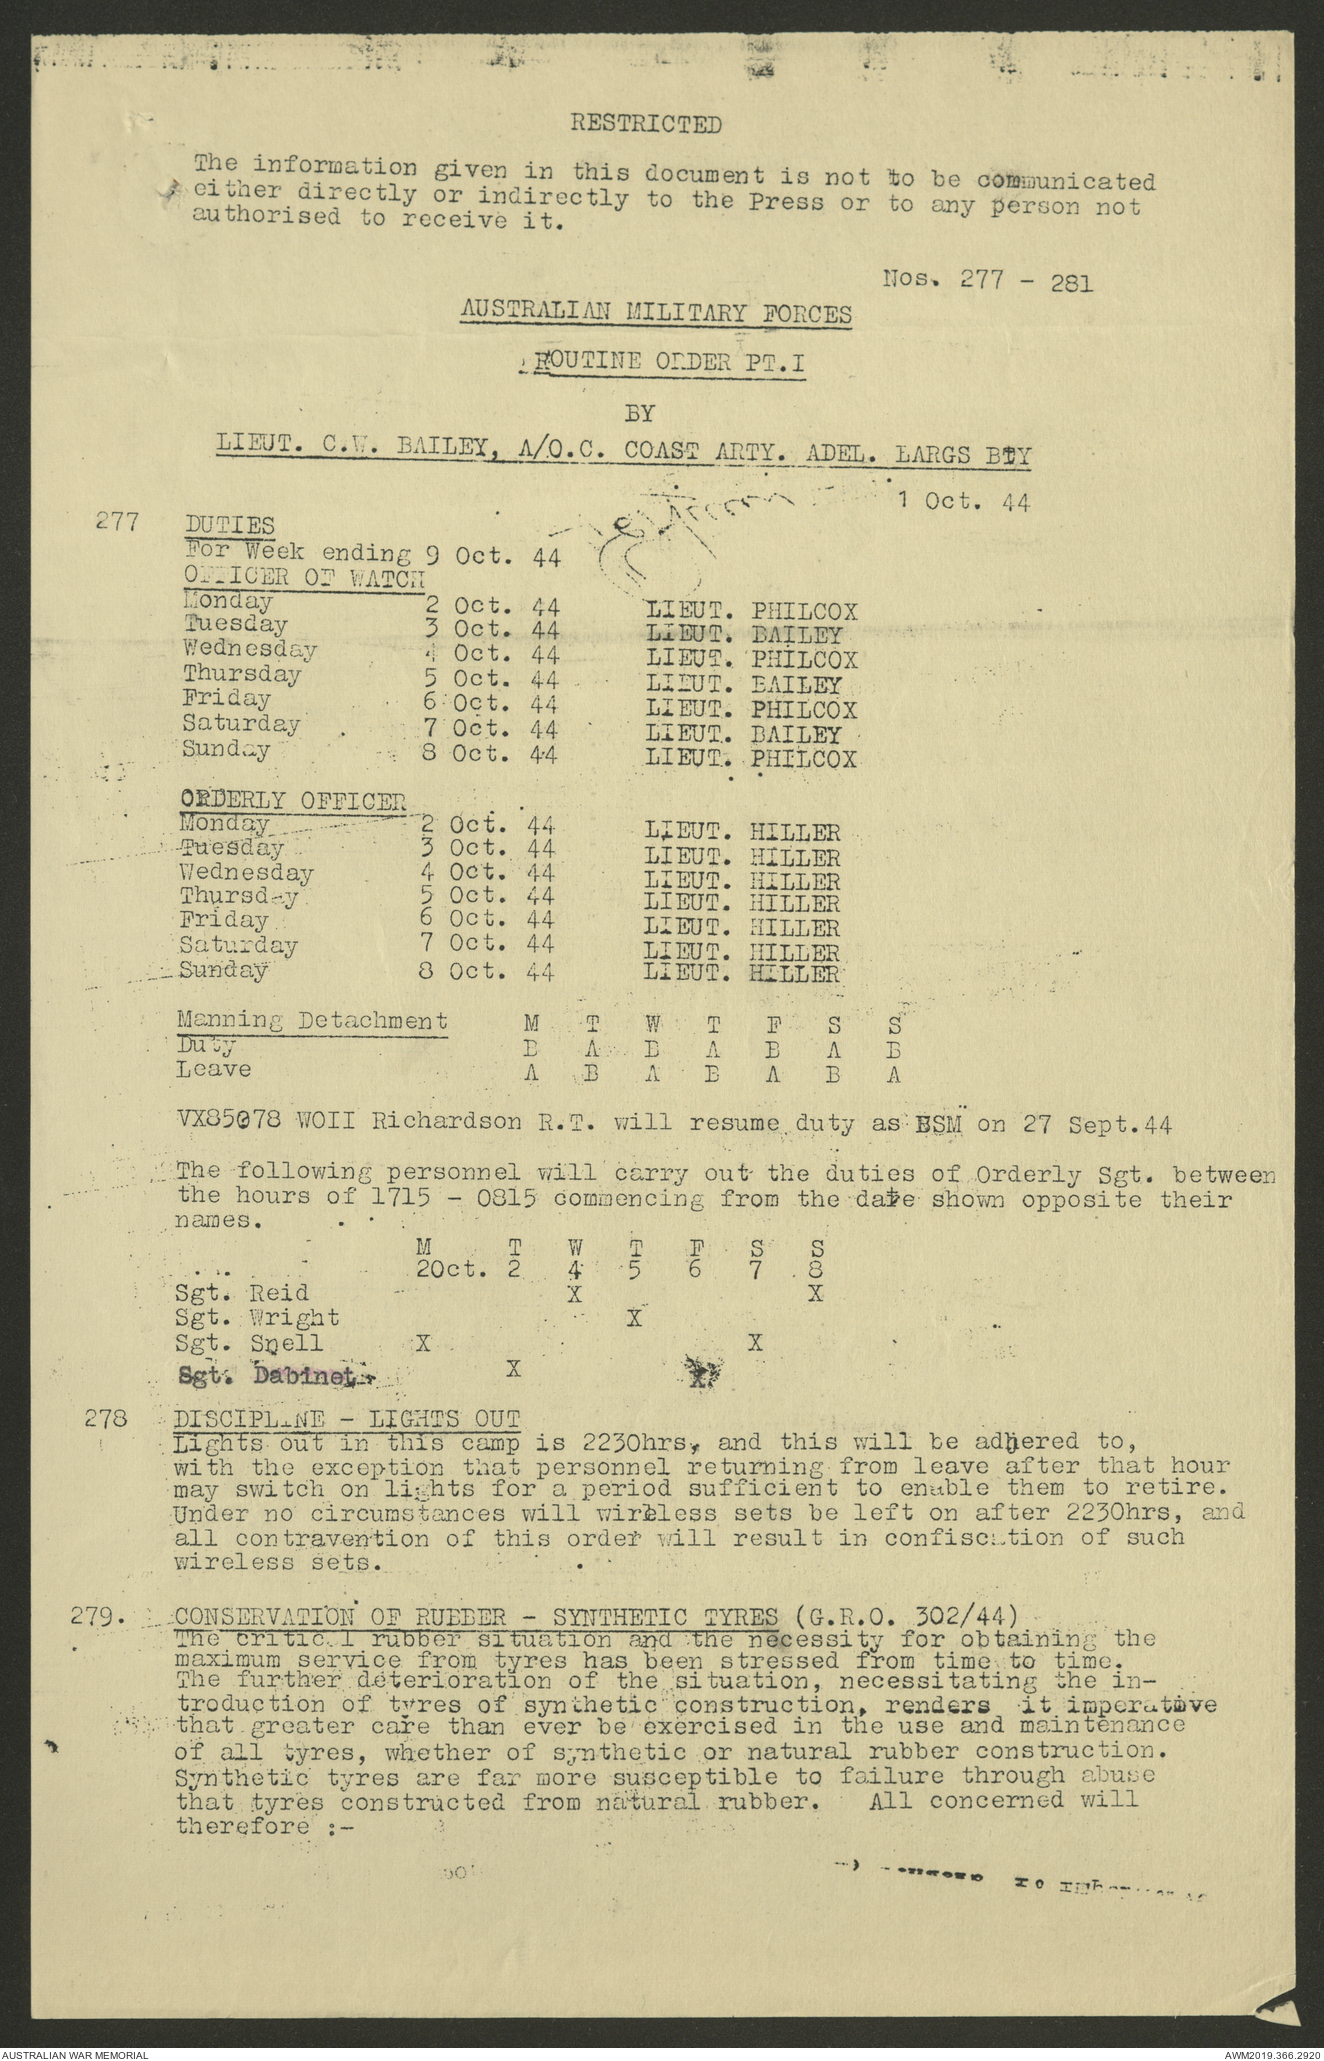 RESTRICTED
The information given in this document is not to be communicated
either directly or indirectly to the Press or to any person not
authorised to receive it.
Nos. 277 - 281
AUSTRALIAN MILITARY FORCES
ROUTINE ORDER PT.I
BY
LIEUT. C.W. BAILEY, A/O.C. COAST ARTY. ADEL. LARGS BTY
1 Oct. 44
277 DUTIES
For Week ending 9 Oct. 44
OFFICER OF WATCH
Monday 2 Oct. 44 LIEUT. PHILCOX
Tuesday 3 Oct. 44 LIEUT. BAILEY
Wednesday 4 Oct. 44 LIEUT. PHILCOX
Thursday 5 Oct. 44 LIEUT. BAILEY
Friday 6 Oct. 44 LIEUT. PHILCOX
Saturday 7 Oct. 44 LIEUT. BAILEY
Sunday 8 Oct. 44 LIEUT. PHILCOX
ORDERLY OFFICER
Monday 2 Oct. 44 LIEUT. HILLER
Tuesday 3 Oct. 44 LIEUT. HILLER
Wednesday 4 Oct. 44 LIEUT. HILLER
Thursday 5 Oct. 44 LIEUT. HILLER
Friday 6 Oct. 44 LIEUT. HILLER
Saturday 7 Oct. 44 LIEUT. HILLER
Sunday 8 Oct. 44 LIEUT. HILLER
Manning Detachment M T W T F S S
Duty B A B A B A B
Leave A B A B A B A
VX85078 WOII Richardson R.T. will resume duty as BSM on 27 Sept.44
The following personnel will carry out the duties of Orderly Sgt. between
the hours of 1715 - 0815 commencing from the date shown opposite their
names.
M T W T F S S
2Oct. 2 4 5 6 7 8
Sgt. Reid X X
Sgt. Wright X
Sgt. Snell X X
Sgt. Dabinet X X
278 DISCIPLINE - LIGHTS OUT
Lights out in this camp is 2230hrs, and this will be adhered to,
with the exception that personnel returning from leave after that hour
may switch on lights for a period sufficient to enable them to retire.
Under no circumstances will wireless sets be left on after 2230hrs, and
all contravention of this order will result in confiscation of such
wireless sets.
279. CONSERVATION OF RUBBER - SYNTHETIC TYRES (G.R.O. 302/44)
The critical rubber situation and the necessity for obtaining the
maximum service from tyres has been stressed from time to time.
The further deterioration of the situation, necessitating the in-
troduction of tyres of synthetic construction, renders it imperative
that greater care than ever be exercised in the use and maintenance
of all tyres, whether of synthetic or natural rubber construction.
Synthetic tyres are far more susceptible to failure through abuse
that tyres constructed from natural rubber. All concerned will
therefore :-
AUSTRALIAN WAR MEMORIAL
AWM2019.366.2920